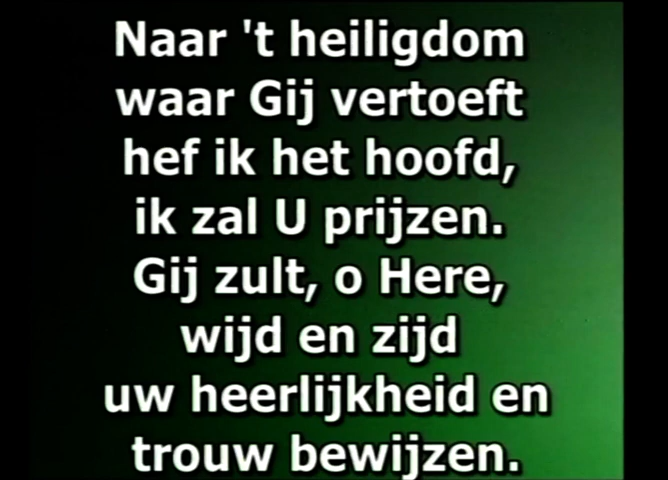 Naar 't heiligdom
waar Gij vertoeft
hef ik het hoofd,
ik zal U prijzen.
Gij zult, o Here,
wijd en zijd
uw heerlijkheid en
trouw bewijzen.